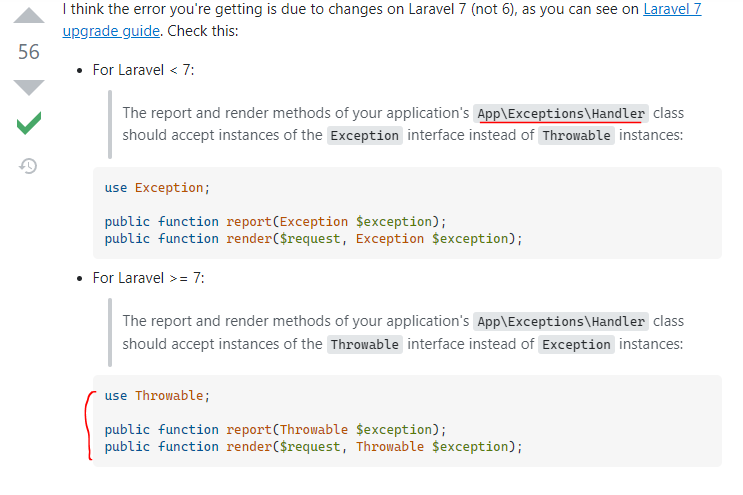 I think the error you're getting is due to changes on Laravel 7 (not 6), as you can see on Laravel 7
upgrade guide. Check this:
56
• For Laravel < 7:
The report and render methods of your application's App\Exceptions\Handler class
should accept instances of the Exception interface instead of Throwable instances:
use Exception;
public function report(Exception $exception);
public function render($request, Exception $exception);
• For Laravel >= 7:
The report and render methods of your application's App\Exceptions\Handler class
should accept instances of the Throwable interface instead of Exception instances:
use Throwable;
public function report(Throwable $exception);
public function render($request, Throwable $exception);